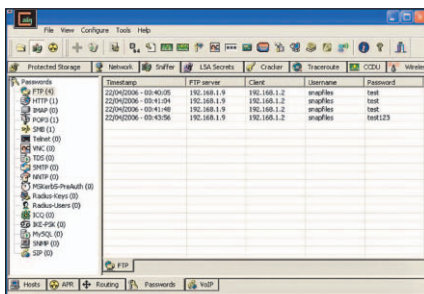 Cain
File View Configure Tools Help
Protected Storage Network Sniffer LSA Secrets Cracker Traceroute CCDU Wireless
Passwords
FTP (4)
HTTP (1)
IMAP (0)
POP3 (1)
SMB (1)
Telnet (0)
VNC (0)
TDS (0)
SMTP (0)
NNTP (0)
MSKerb5-PreAuth (0)
Radius-Keys (0)
Radius-Users (0)
ICQ (0)
IKE-PSK (0)
MySQL (0)
SNMP (0)
SIP (0)
Timestamp FTP server Client Username Password
22/04/2006 - 03:40:05 192.168.1.9 192.168.1.2 snapfiles test
22/04/2006 - 03:41:04 192.168.1.9 192.168.1.2 snapfiles test
22/04/2006 - 03:41:48 192.168.1.9 192.168.1.2 snapfiles test
22/04/2006 - 03:43:56 192.168.1.9 192.168.1.2 snapfiles test123
FTP
Hosts APR Routing Passwords VoIP